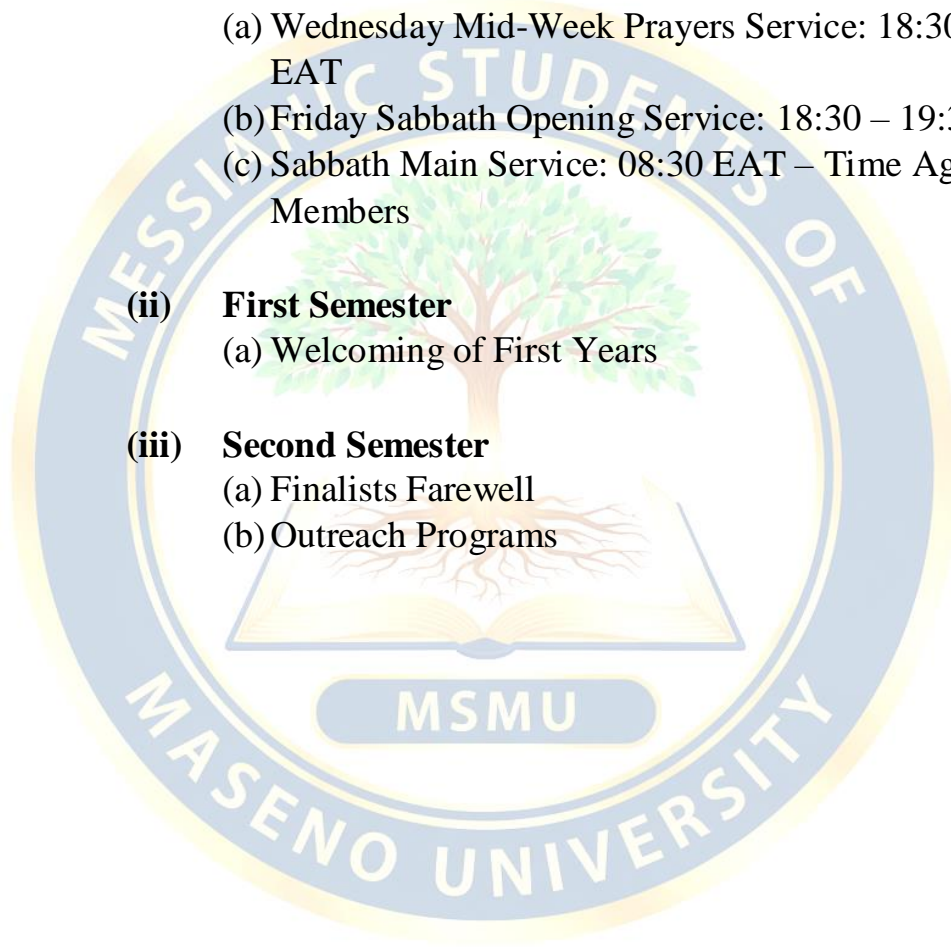 (a) Wednesday Mid-Week Prayers Service: 18:30
EAT
(b) Friday Sabbath Opening Service: 18:30 – 19:
(c) Sabbath Main Service: 08:30 EAT – Time
Members
(ii) First Semester
(a) Welcoming of First Years
(iii) Second Semester
(a) Finalists Farewell
(b) Outreach Programs
MESSIANIC STUDENTS OF
MSMU
MASENO UNIVERSITY